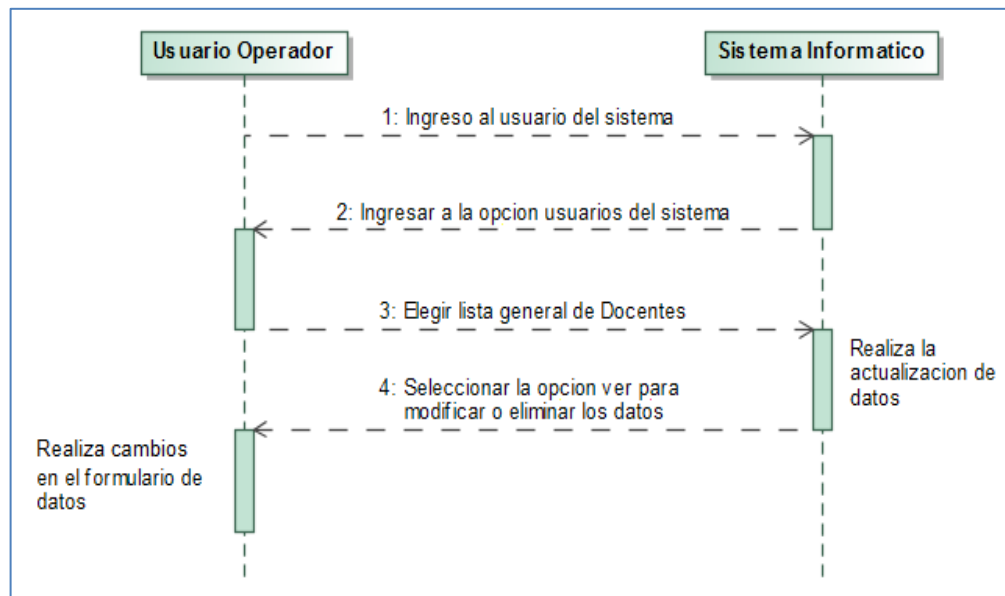 Usuario Operador
Sistema Informatico
1: Ingreso al usuario del sistema
2: Ingresar a la opcion usuarios del sistema
3: Elegir lista general de Docentes
Realiza la
actualizacion de
datos
4: Seleccionar la opcion ver para
modificar o eliminar los datos
Realiza cambios
en el formulario de
datos